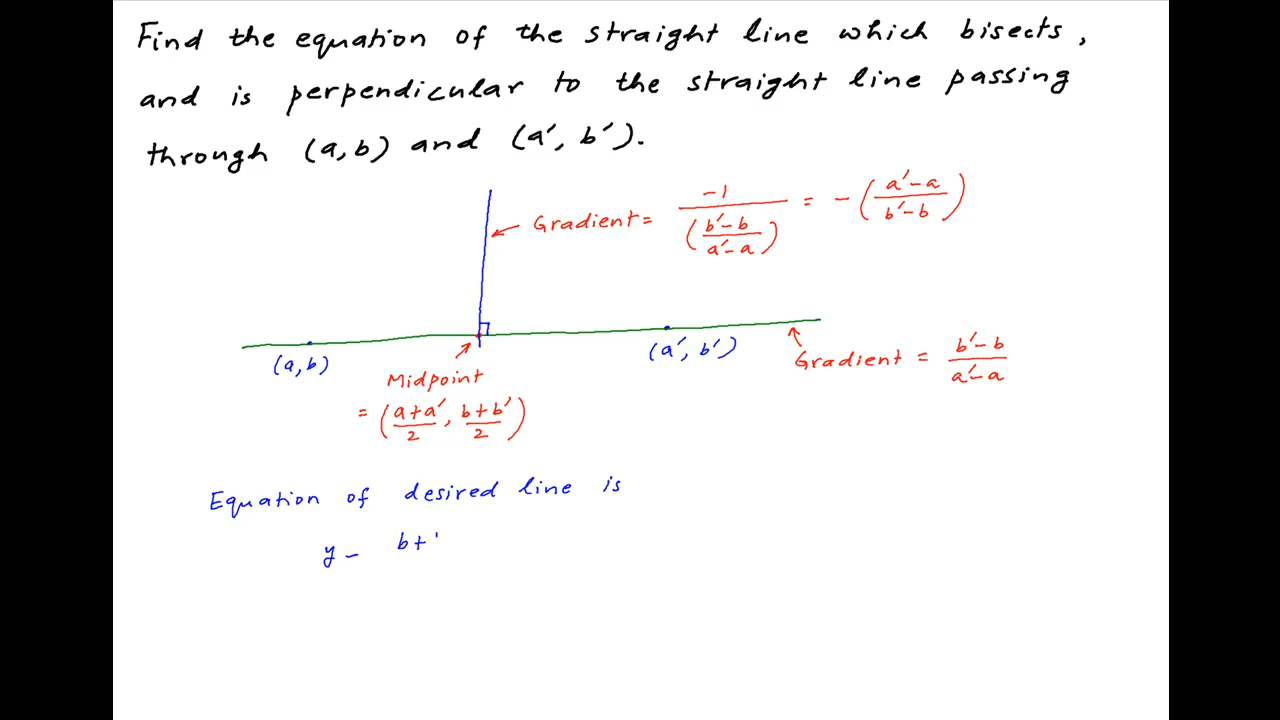 Find the equation of the straight line which bisects,
and is perpendicular to the straight line passing
through (a, b) and (a′, b′).
Gradient = -1 / ((b′ - b) / (a′ - a)) = - ((a′ - a) / (b′ - b))
(a, b)
(a′, b′)
Gradient = (b′ - b) / (a′ - a)
Midpoint
= ((a + a′) / 2, (b + b′) / 2)
Equation of desired line is
y - b +